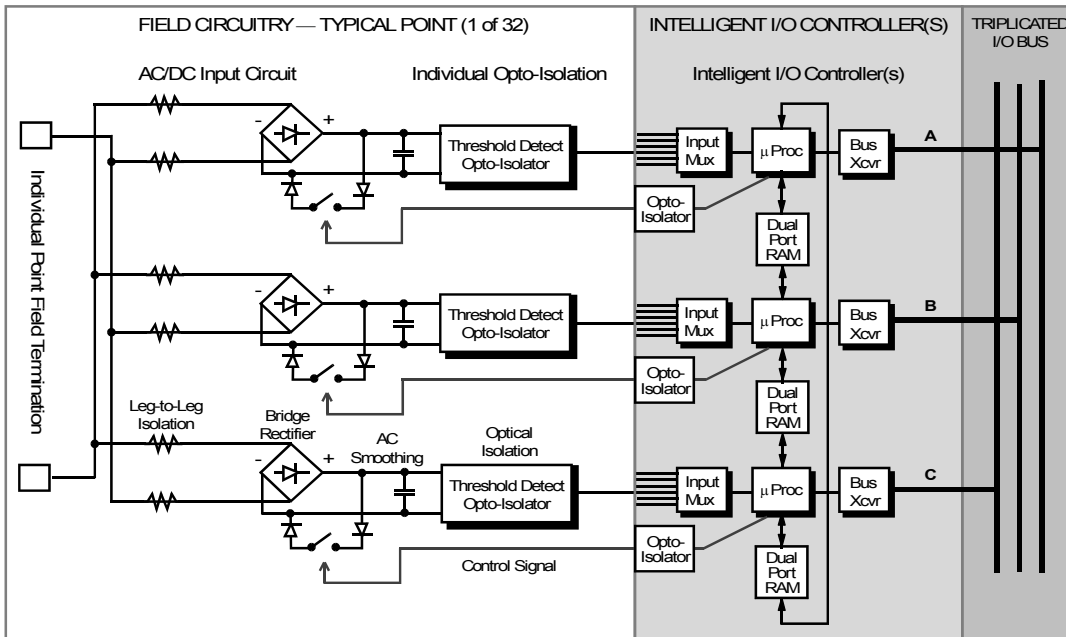 FIELD CIRCUITRY — TYPICAL POINT (1 of 32)
INTELLIGENT I/O CONTROLLER(S)
TRIPLICATED
I/O BUS
AC/DC Input Circuit
Individual Opto-Isolation
Intelligent I/O Controller(s)
Individual Point Field Termination
-
+
Threshold Detect
Opto-Isolator
Input
Mux
µ Proc
Bus
Xcvr
A
Opto-
Isolator
Dual
Port
RAM
-
+
Threshold Detect
Opto-Isolator
Input
Mux
µ Proc
Bus
Xcvr
B
Opto-
Isolator
Dual
Port
RAM
Leg-to-Leg
Isolation
Bridge
Rectifier
AC
Smoothing
Optical
Isolation
-
+
Threshold Detect
Opto-Isolator
Input
Mux
µ Proc
Bus
Xcvr
C
Opto-
Isolator
Control Signal
Dual
Port
RAM